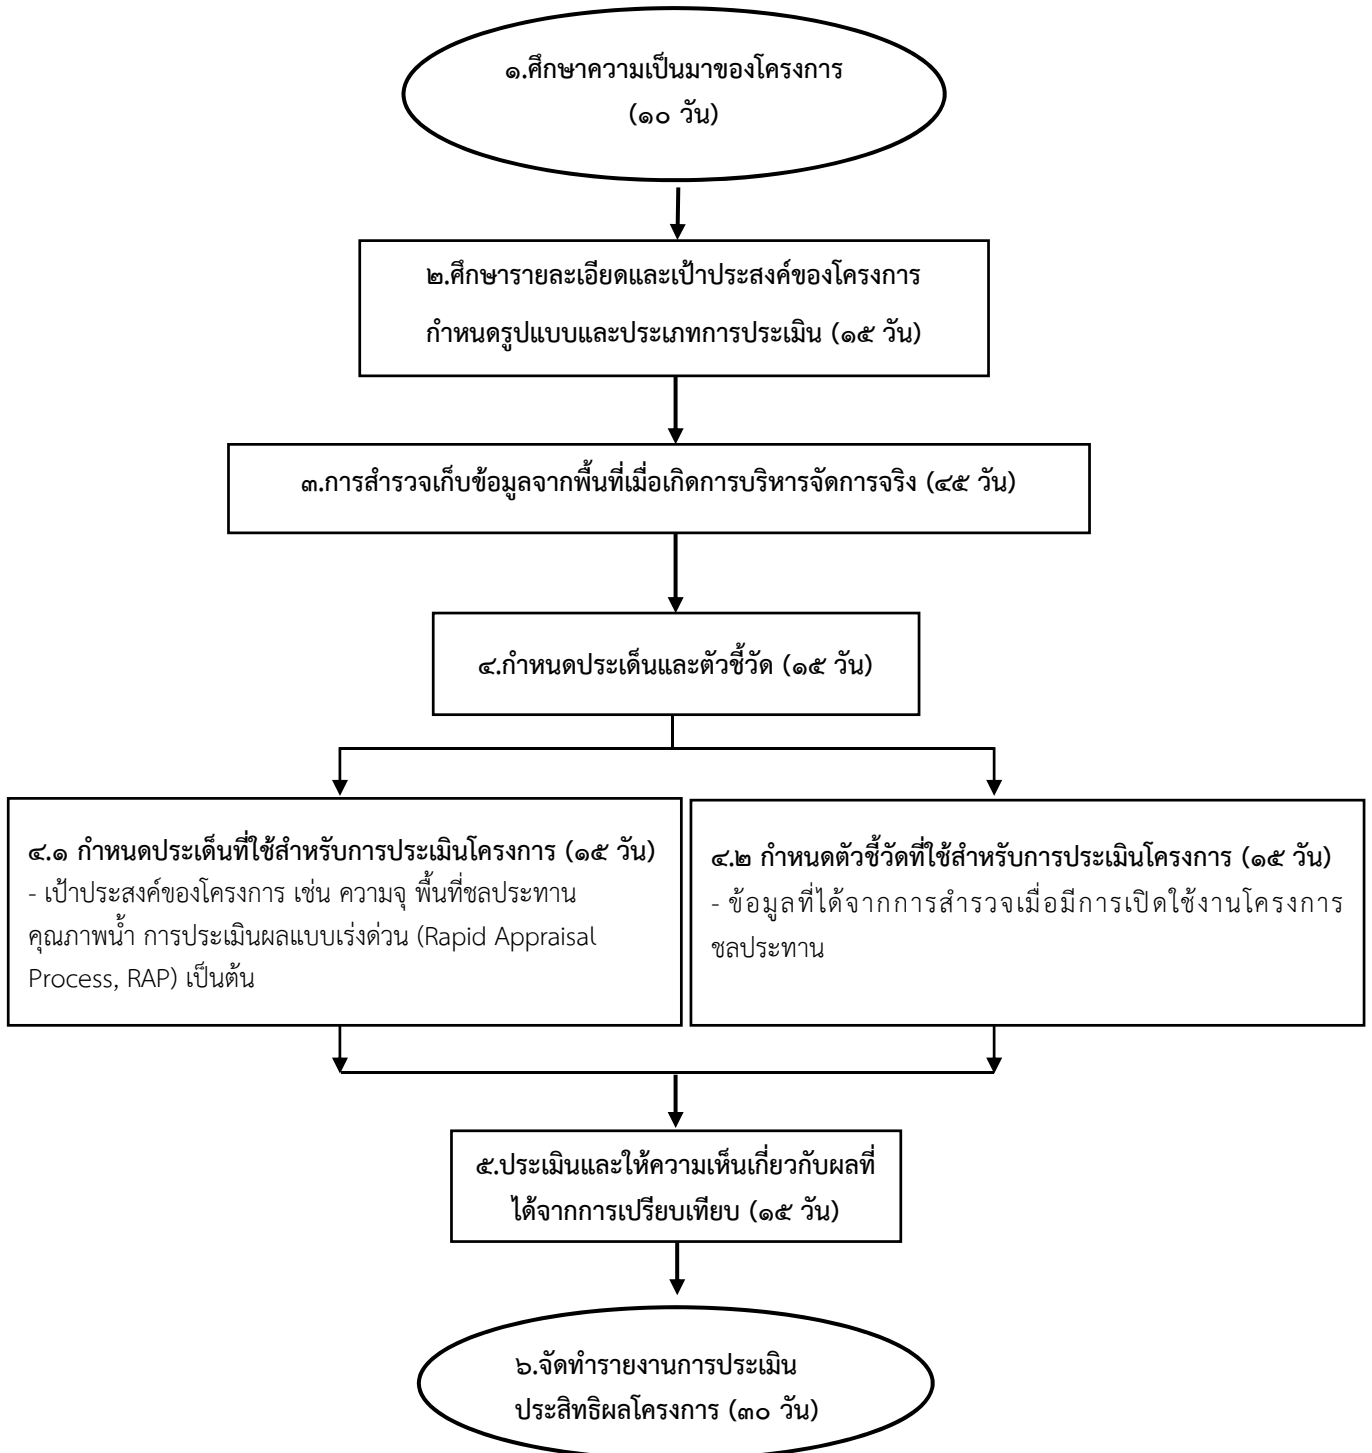 ๑.ศึกษาความเป็นมาของโครงการ
(๑๐ วัน)
๒.ศึกษารายละเอียดและเป้าประสงค์ของโครงการ
กำหนดรูปแบบและประเภทการประเมิน (๑๕ วัน)
๓.การสำรวจเก็บข้อมูลจากพื้นที่เมื่อเกิดการบริหารจัดการจริง (๔๕ วัน)
๔.กำหนดประเด็นและตัวชี้วัด (๑๕ วัน)
๔.๑ กำหนดประเด็นที่ใช้สำหรับการประเมินโครงการ (๑๕ วัน)
- เป้าประสงค์ของโครงการ เช่น ความจุ พื้นที่ชลประทาน
คุณภาพน้ำ การประเมินผลแบบเร่งด่วน (Rapid Appraisal
Process, RAP) เป็นต้น
๔.๒ กำหนดตัวชี้วัดที่ใช้สำหรับการประเมินโครงการ (๑๕ วัน)
- ข้อมูลที่ได้จากการสำรวจเมื่อมีการเปิดใช้งานโครงการ
ชลประทาน
๕.ประเมินและให้ความเห็นเกี่ยวกับผลที่
ได้จากการเปรียบเทียบ (๑๕ วัน)
๖.จัดทำรายงานการประเมิน
ประสิทธิผลโครงการ (๓๐ วัน)